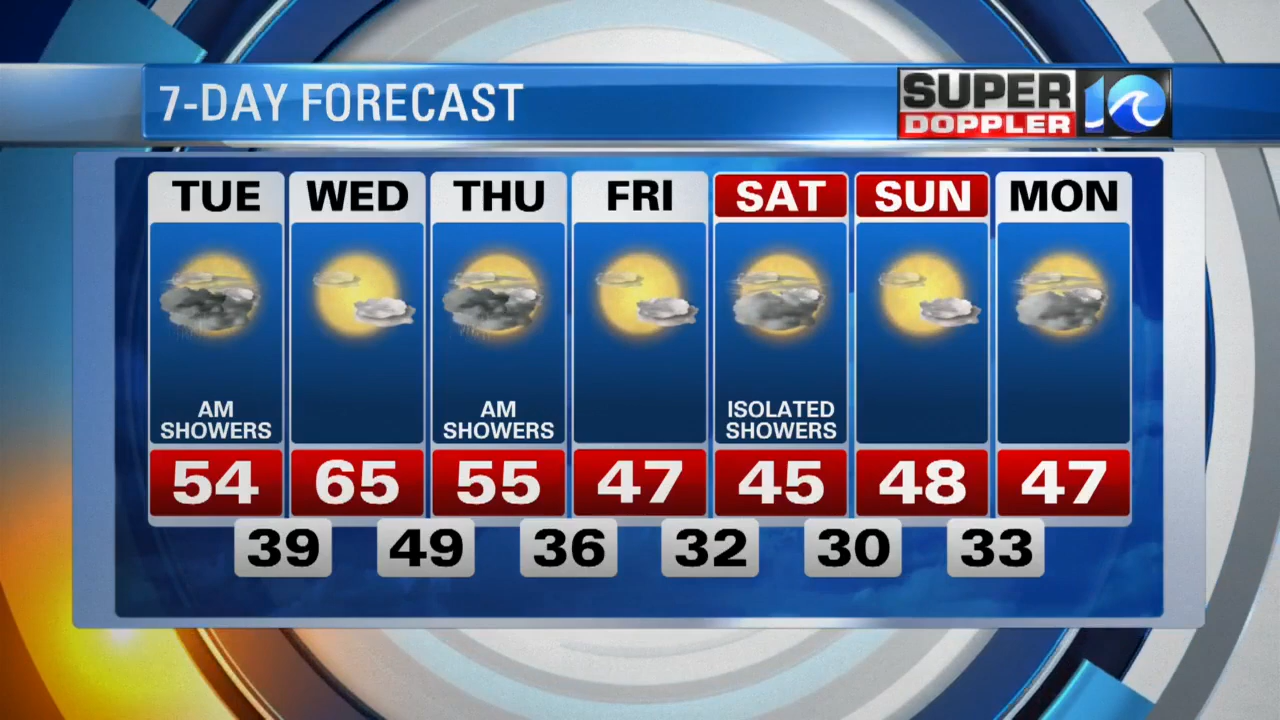 7-DAY FORECAST
SUPER
DOPPLER 10
TUE WED THU FRI SAT SUN MON
AM
SHOWERS
AM
SHOWERS
ISOLATED
SHOWERS
54 65 55 47 45 48 47
39 49 36 32 30 33